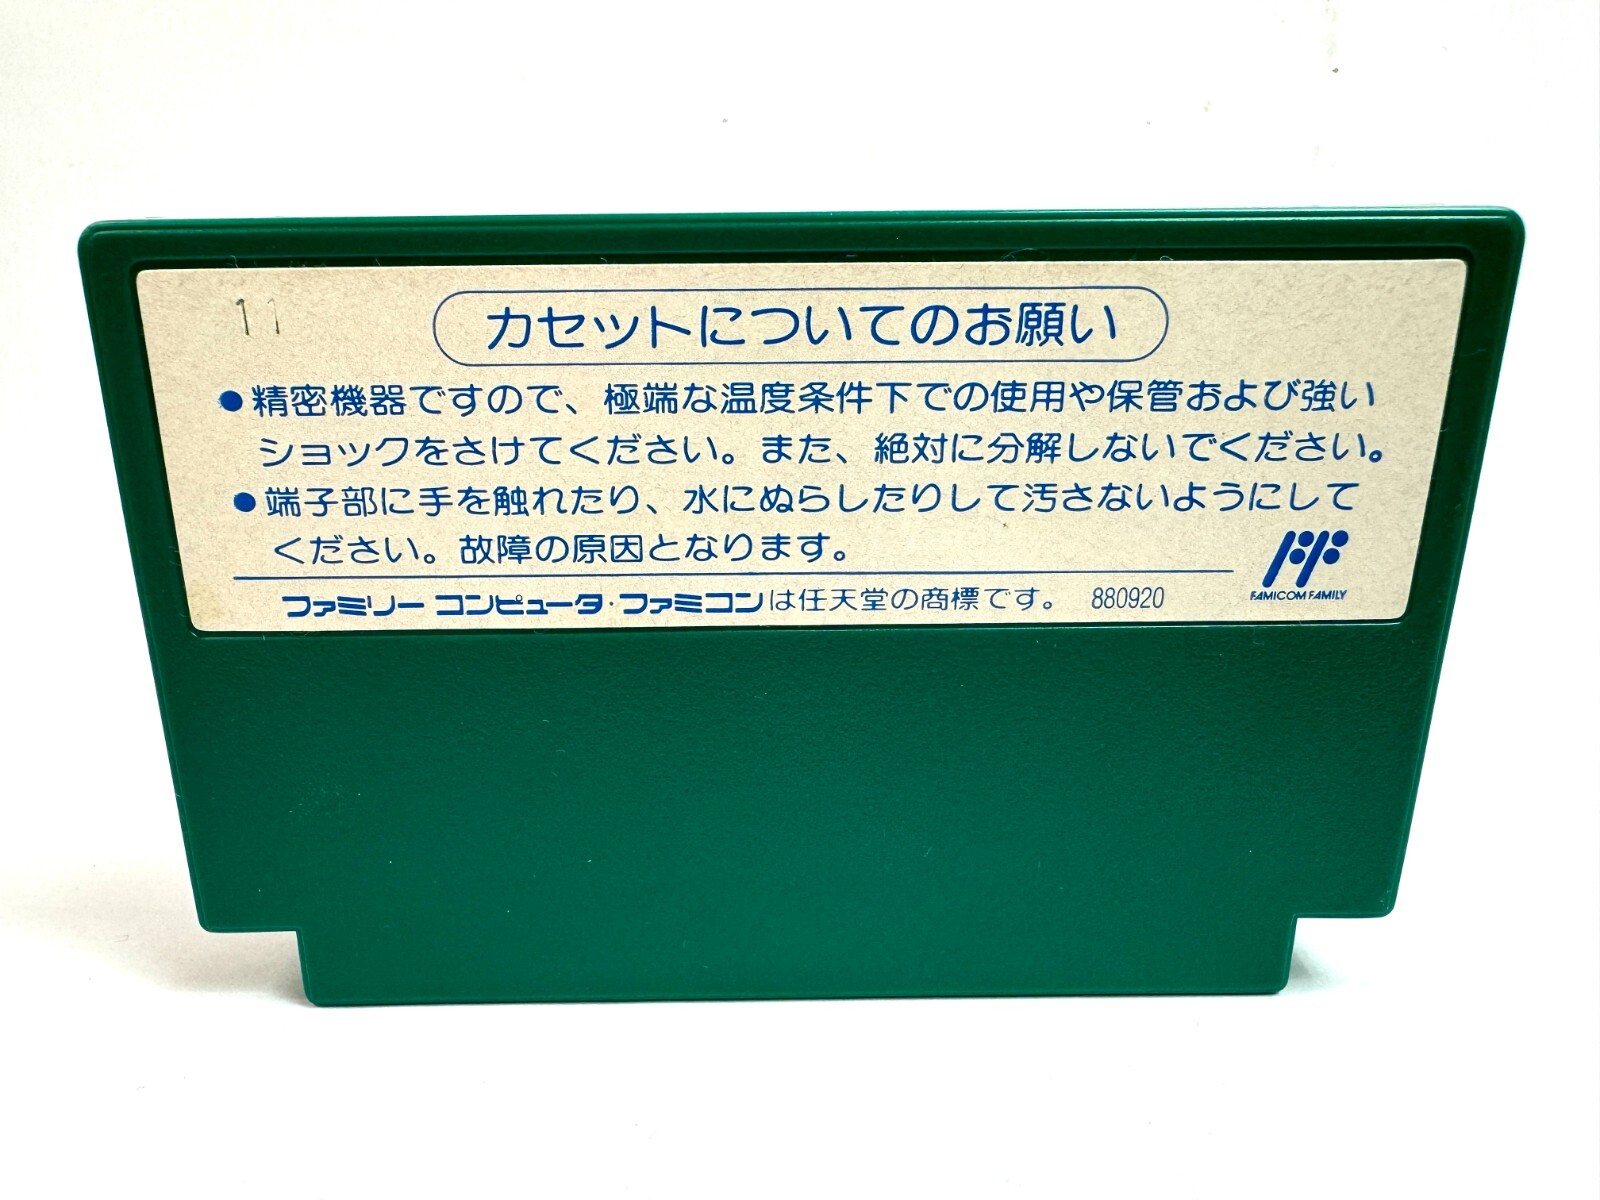 11
カセットについてのお願い
●精密機器ですので、極端な温度条件下での使用や保管および強い
ショックをさけてください。また、絶対に分解しないでください。
●端子部に手を触れたり、水にぬらしたりして汚さないようにして
ください。故障の原因となります。
FF
FAMICOM FAMILY
ファミリーコンピュータ・ファミコンは任天堂の商標です。 880920